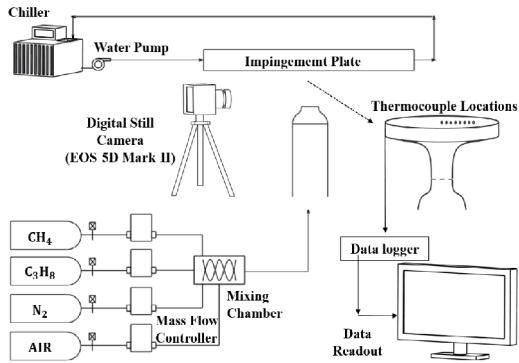 Chiller
Water Pump
Impingememt Plate
Thermocouple Locations
Digital Still
Camera
(EOS 5D Mark II)
CH4
C3H8
N2
AIR
Mass Flow
Controller
Mixing
Chamber
Data logger
Data
Readout